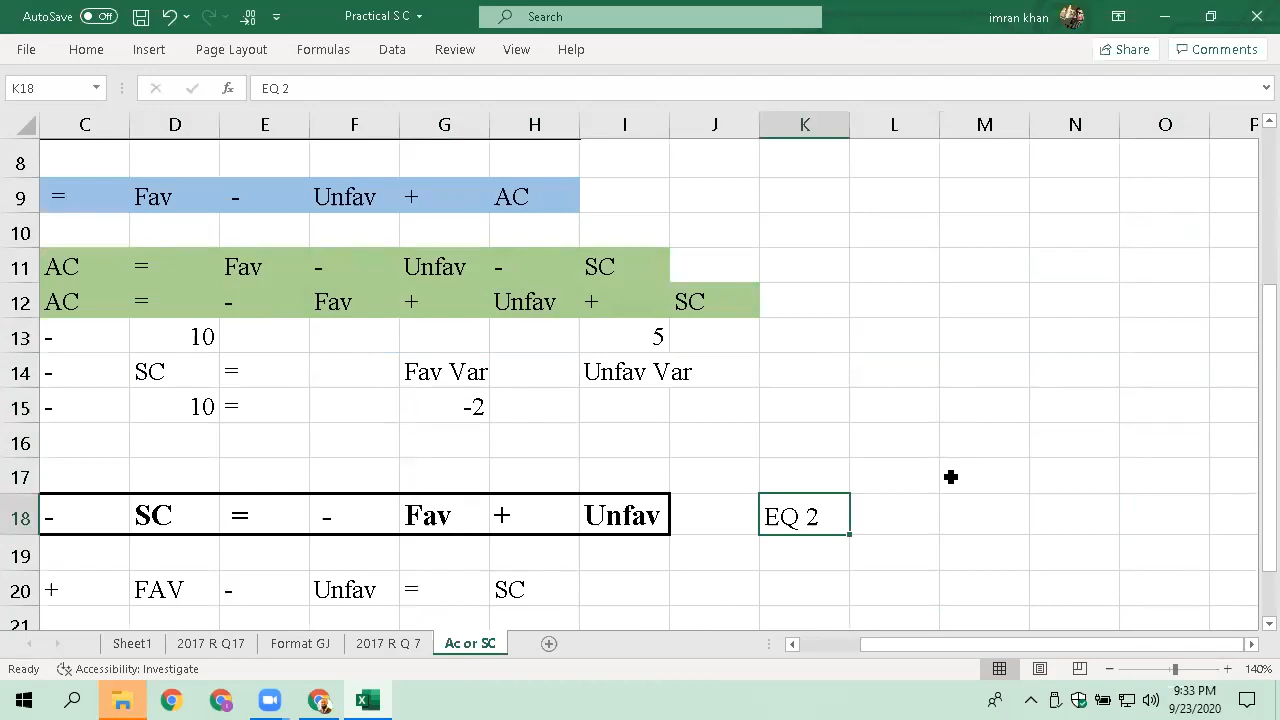 AutoSave Off Practical S C Search imran khan
File Home Insert Page Layout Formulas Data Review View Help Share Comments
K18 fx EQ 2
C D E F G H I J K L M N O P
8
9 = Fav - Unfav + AC
10
11 AC = Fav - Unfav - SC
12 AC = - Fav + Unfav + SC
13 - 10 5
14 - SC = Fav Var Unfav Var
15 - 10 = -2
16
17
18 - SC = - Fav + Unfav EQ 2
19
20 + FAV - Unfav = SC
21
Sheet1 2017 R Q17 Format GJ 2017 R Q 7 Ac or SC
Ready Accessibility: Investigate 140%
9:33 PM
9/23/2020